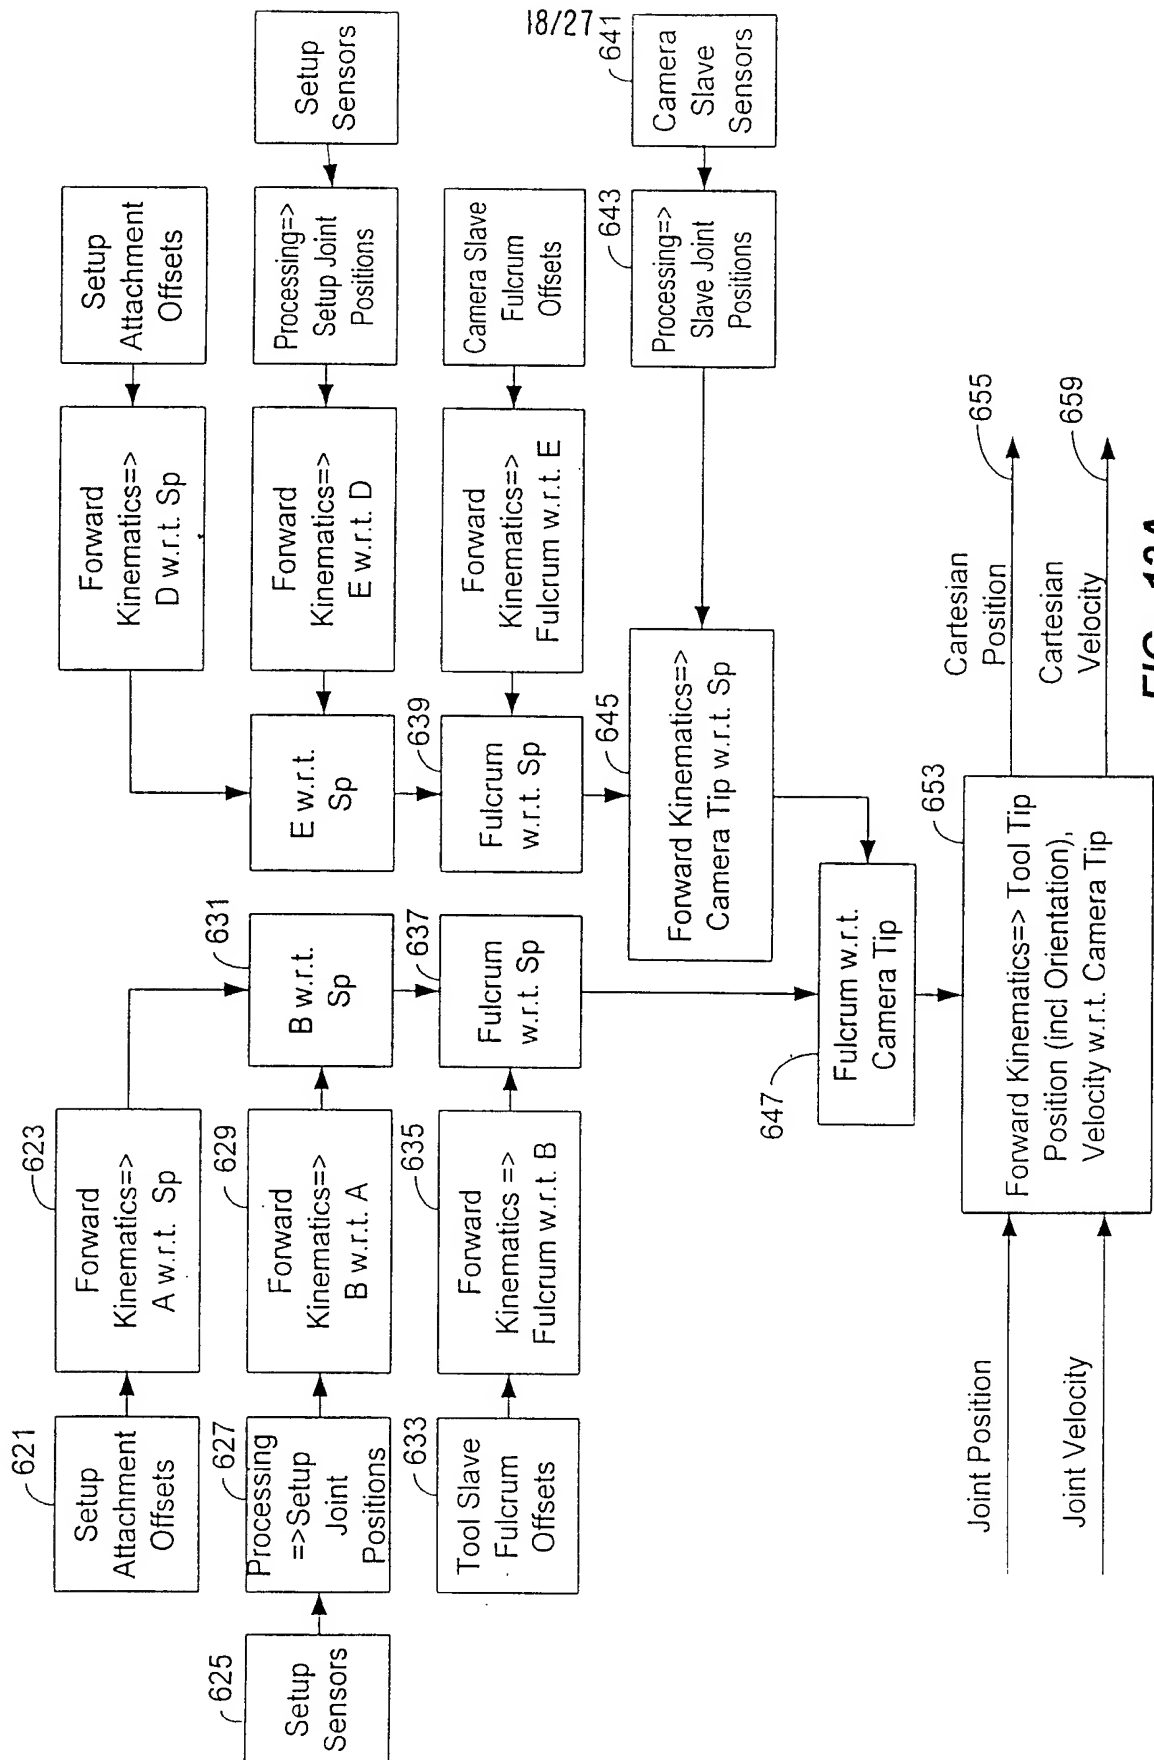 18/27
621
Setup
Attachment
Offsets
623
Forward
Kinematics=>
A w.r.t. Sp
Forward
Kinematics=>
D w.r.t. Sp
Setup
Attachment
Offsets
625
Setup
Sensors
627
Processing
=>Setup
Joint
Positions
629
Forward
Kinematics=>
B w.r.t. A
631
B w.r.t.
Sp
E w.r.t.
Sp
Forward
Kinematics=>
E w.r.t. D
Processing=>
Setup Joint
Positions
Setup
Sensors
633
Tool Slave
Fulcrum
Offsets
635
Forward
Kinematics =>
Fulcrum w.r.t. B
637
Fulcrum
w.r.t. Sp
639
Fulcrum
w.r.t. Sp
Forward
Kinematics=>
Fulcrum w.r.t. E
Camera Slave
Fulcrum
Offsets
645
Forward Kinematics=>
Camera Tip w.r.t. Sp
643
Processing=>
Slave Joint
Positions
641
Camera
Slave
Sensors
647
Fulcrum w.r.t.
Camera Tip
Joint Position
Joint Velocity
653
Forward Kinematics=> Tool Tip
Position (incl Orientation),
Velocity w.r.t. Camera Tip
Cartesian
Position
655
Cartesian
Velocity
659